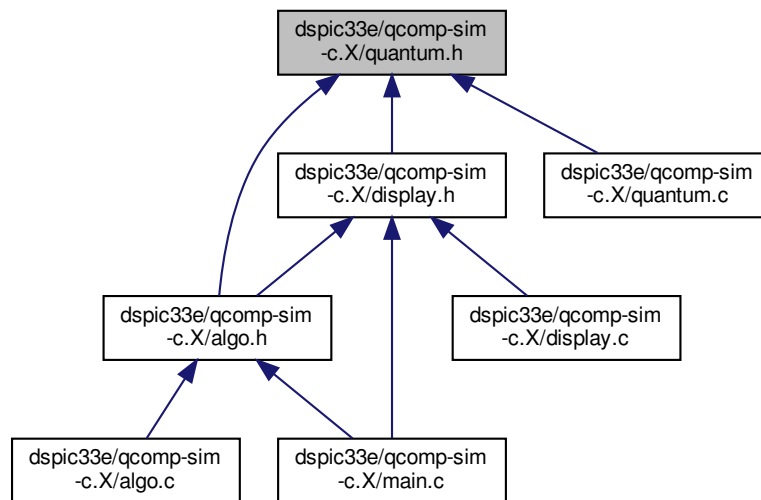 dspic33e/qcomp-sim
-c.X/quantum.h
dspic33e/qcomp-sim
-c.X/display.h
dspic33e/qcomp-sim
-c.X/quantum.c
dspic33e/qcomp-sim
-c.X/algo.h
dspic33e/qcomp-sim
-c.X/display.c
dspic33e/qcomp-sim
-c.X/algo.c
dspic33e/qcomp-sim
-c.X/main.c